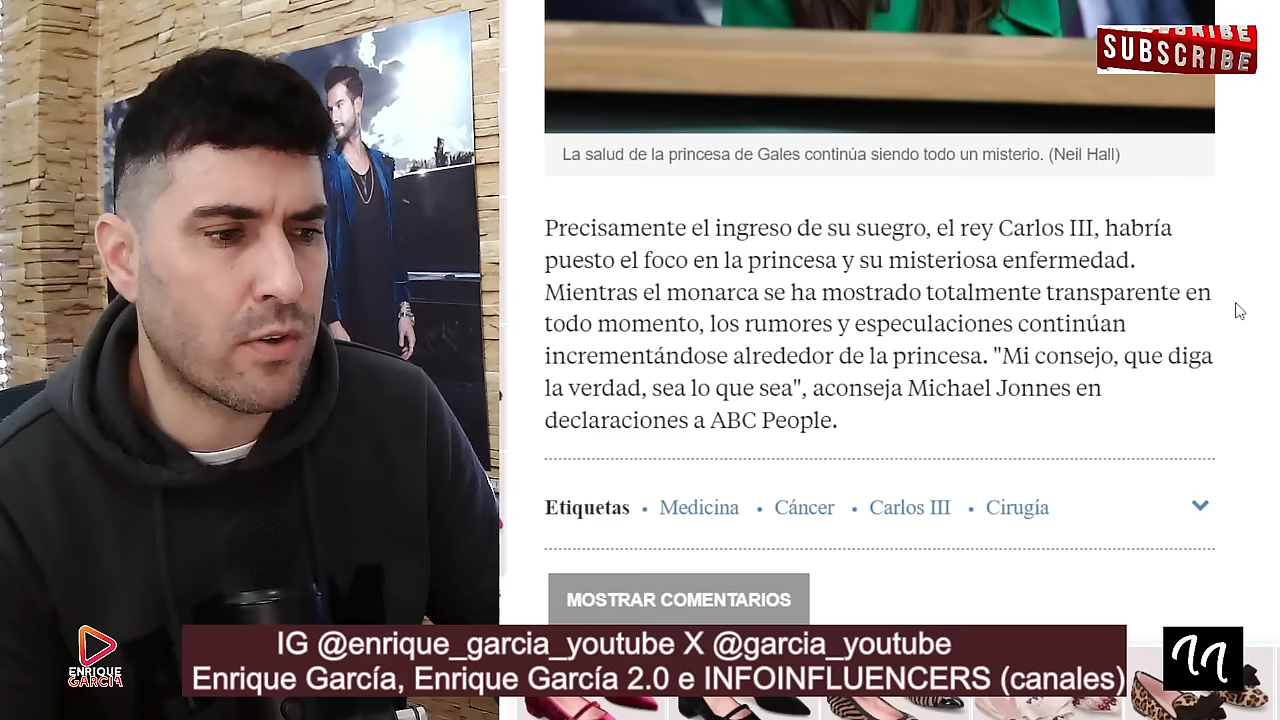 SUBSCRIBE
SUBSCRIBE
La salud de la princesa de Gales continúa siendo todo un misterio. (Neil Hall)
Precisamente el ingreso de su suegro, el rey Carlos III, habría
puesto el foco en la princesa y su misteriosa enfermedad.
Mientras el monarca se ha mostrado totalmente transparente en
todo momento, los rumores y especulaciones continúan
incrementándose alrededor de la princesa. "Mi consejo, que diga
la verdad, sea lo que sea", aconseja Michael Jonnes en
declaraciones a ABC People.
Etiquetas • Medicina • Cáncer • Carlos III • Cirugía
MOSTRAR COMENTARIOS
IG @enrique_garcia_youtube X @garcia_youtube
Enrique García, Enrique García 2.0 e INFOINFLUENCERS (canales)
ENRIQUE
GARCÍA